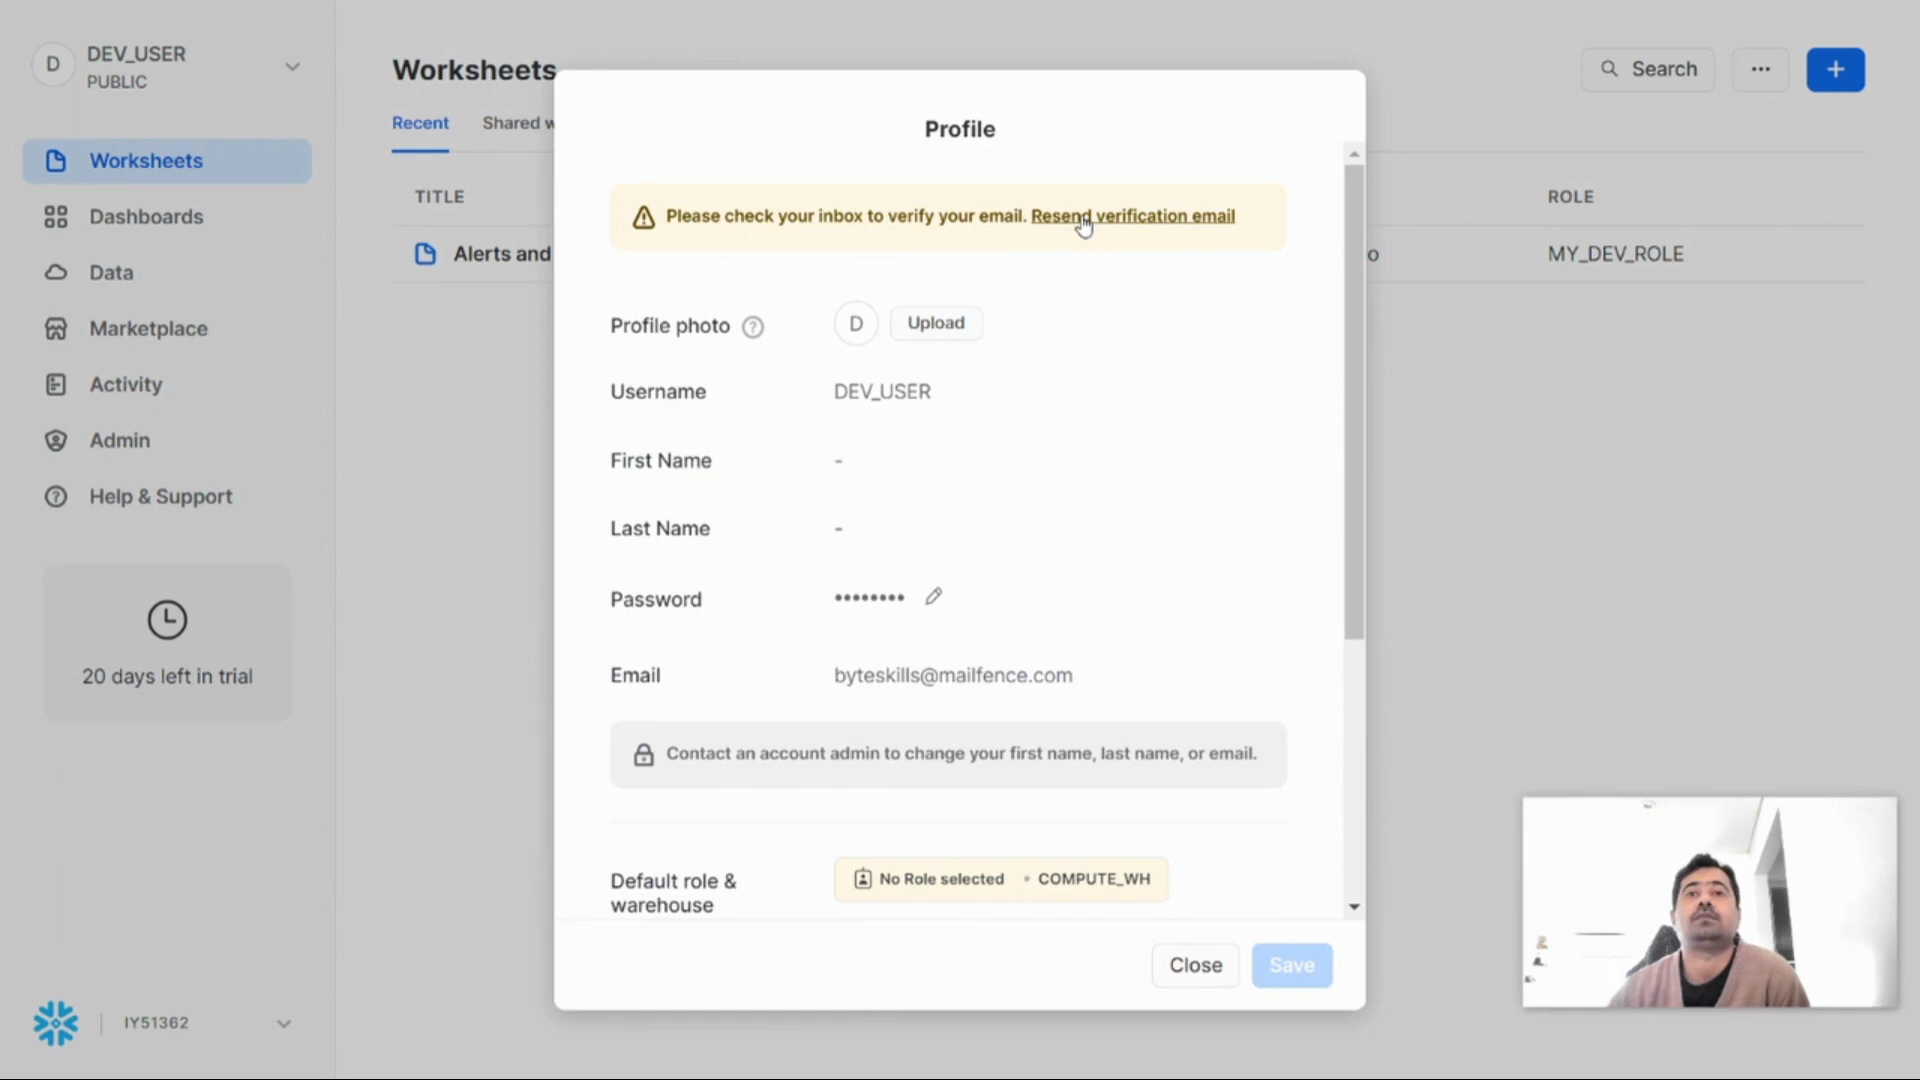 D
DEV_USER
PUBLIC
Worksheets
Dashboards
Data
Marketplace
Activity
Admin
Help & Support
20 days left in trial
IY51362
Worksheets
Search
Recent
Shared w
TITLE
ROLE
Alerts and
o
MY_DEV_ROLE
Profile
Please check your inbox to verify your email. Resend verification email
Profile photo ? D Upload
Username DEV_USER
First Name -
Last Name -
Password ••••••••
Email byteskills@mailfence.com
Contact an account admin to change your first name, last name, or email.
Default role &
warehouse
No Role selected • COMPUTE_WH
Close
Save